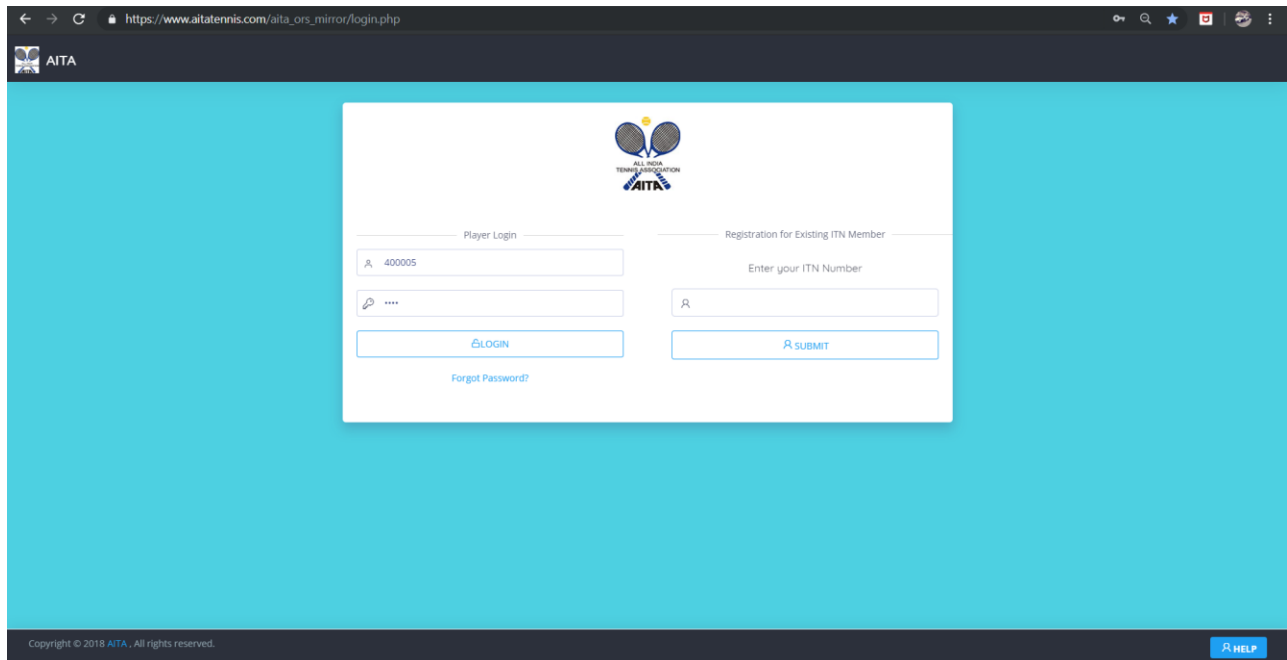 https://www.aitatennis.com/aita_ors_mirror/login.php
AITA
ALL INDIA
TENNIS ASSOCIATION
AITA
Player Login
400005
••••
LOGIN
Forgot Password?
Registration for Existing ITN Member
Enter your ITN Number
SUBMIT
Copyright © 2018 AITA , All rights reserved.
HELP